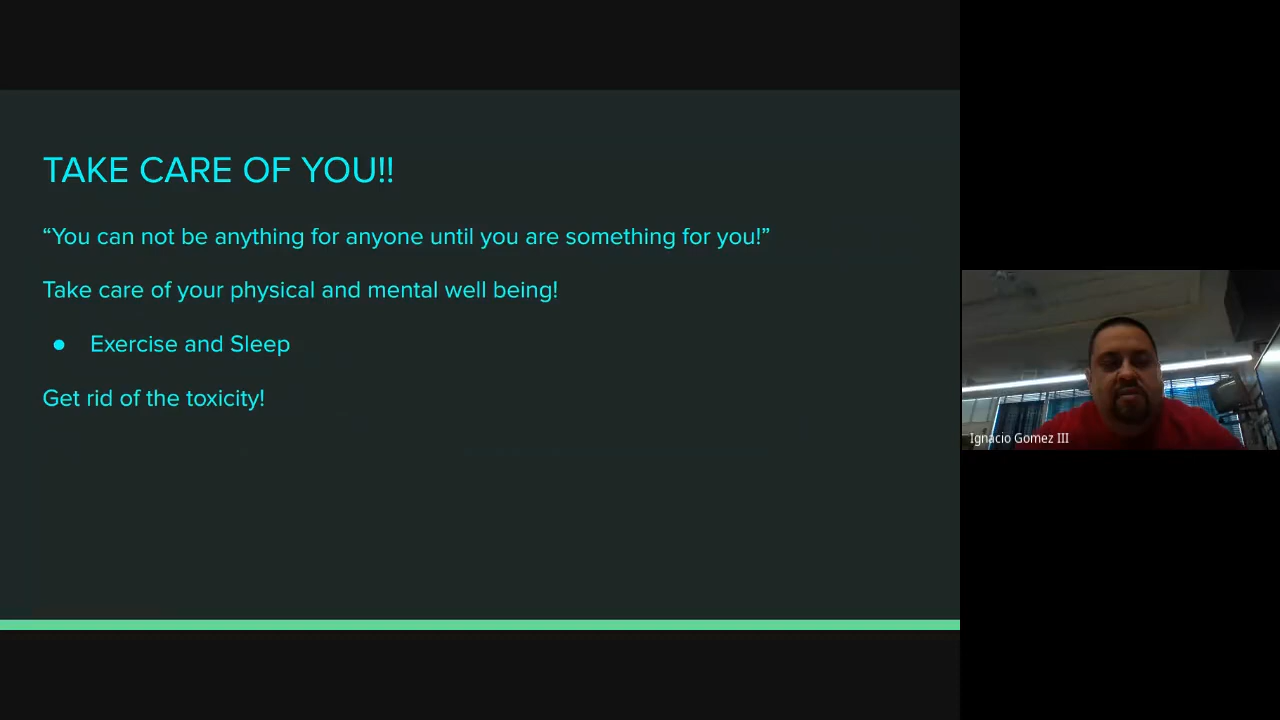 TAKE CARE OF YOU!!
“You can not be anything for anyone until you are something for you!”
Take care of your physical and mental well being!
● Exercise and Sleep
Get rid of the toxicity!
Ignacio Gomez III